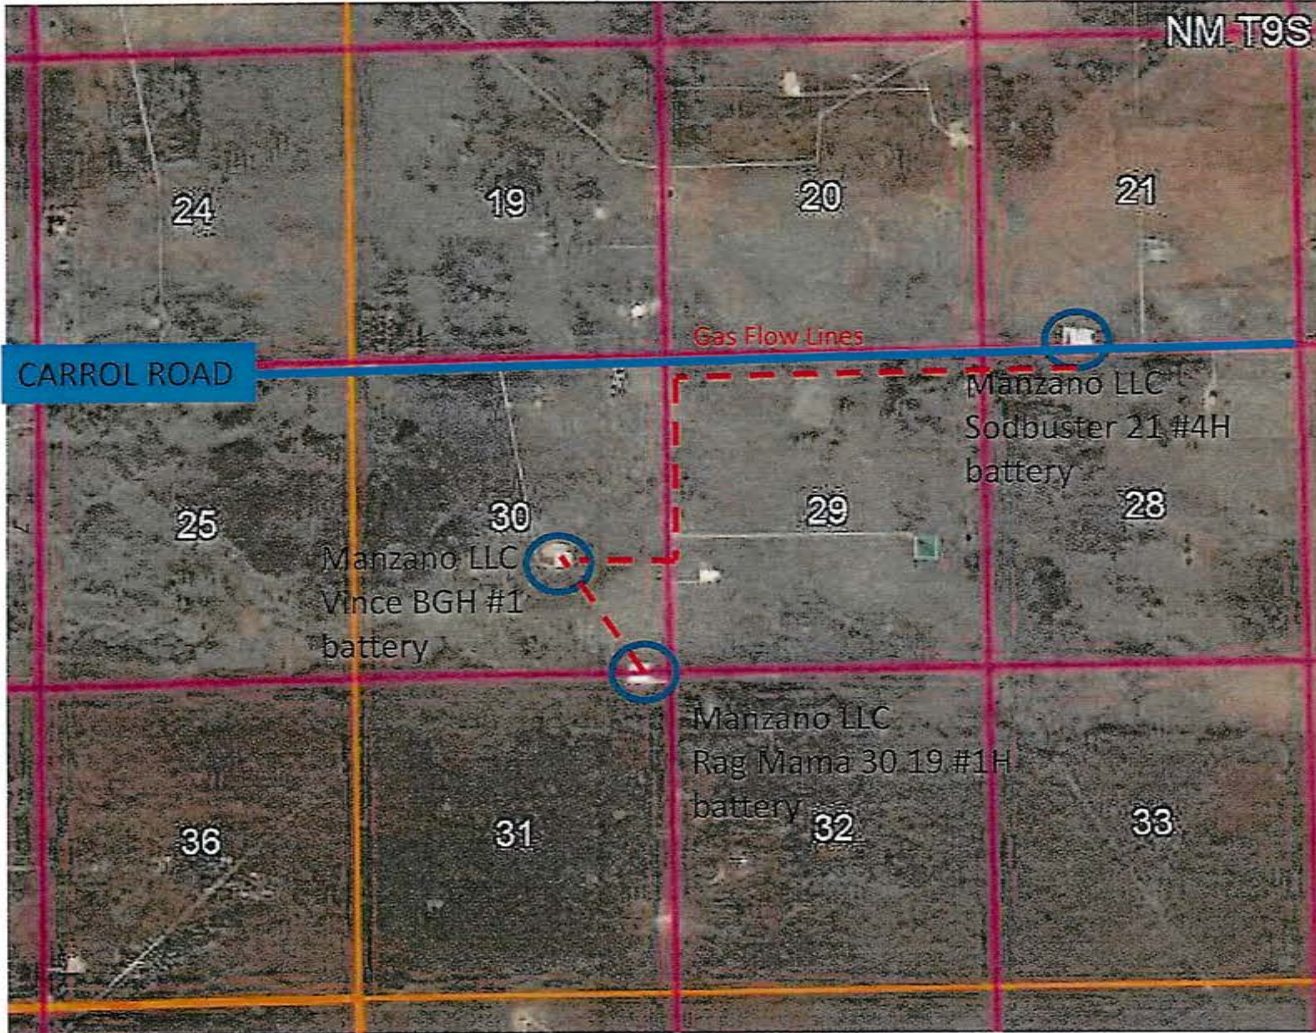 NM T9S
24
19
20
21
Gas Flow Lines
CARROL ROAD
Manzano LLC
Sodbuster 21 #4H
battery
25
30
29
28
Manzano LLC
Vince BGH #1
battery
Manzano LLC
Rag Mama 30 19 #1H
battery
36
31
32
33